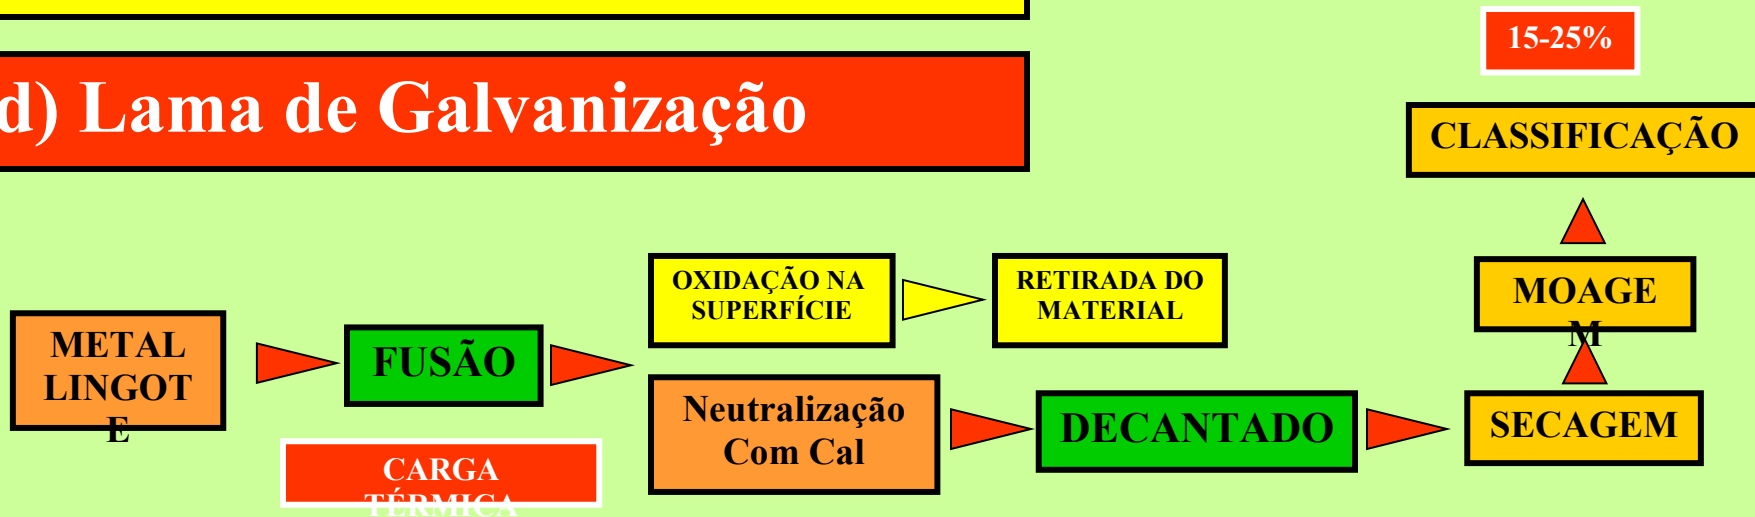 15-25%
d) Lama de Galvanização
CLASSIFICAÇÃO
OXIDAÇÃO NA
SUPERFÍCIE
RETIRADA DO
MATERIAL
MOAGE
M
METAL
LINGOT
E
FUSÃO
Neutralização
Com Cal
DECANTADO
SECAGEM
CARGA
TÉRMICA